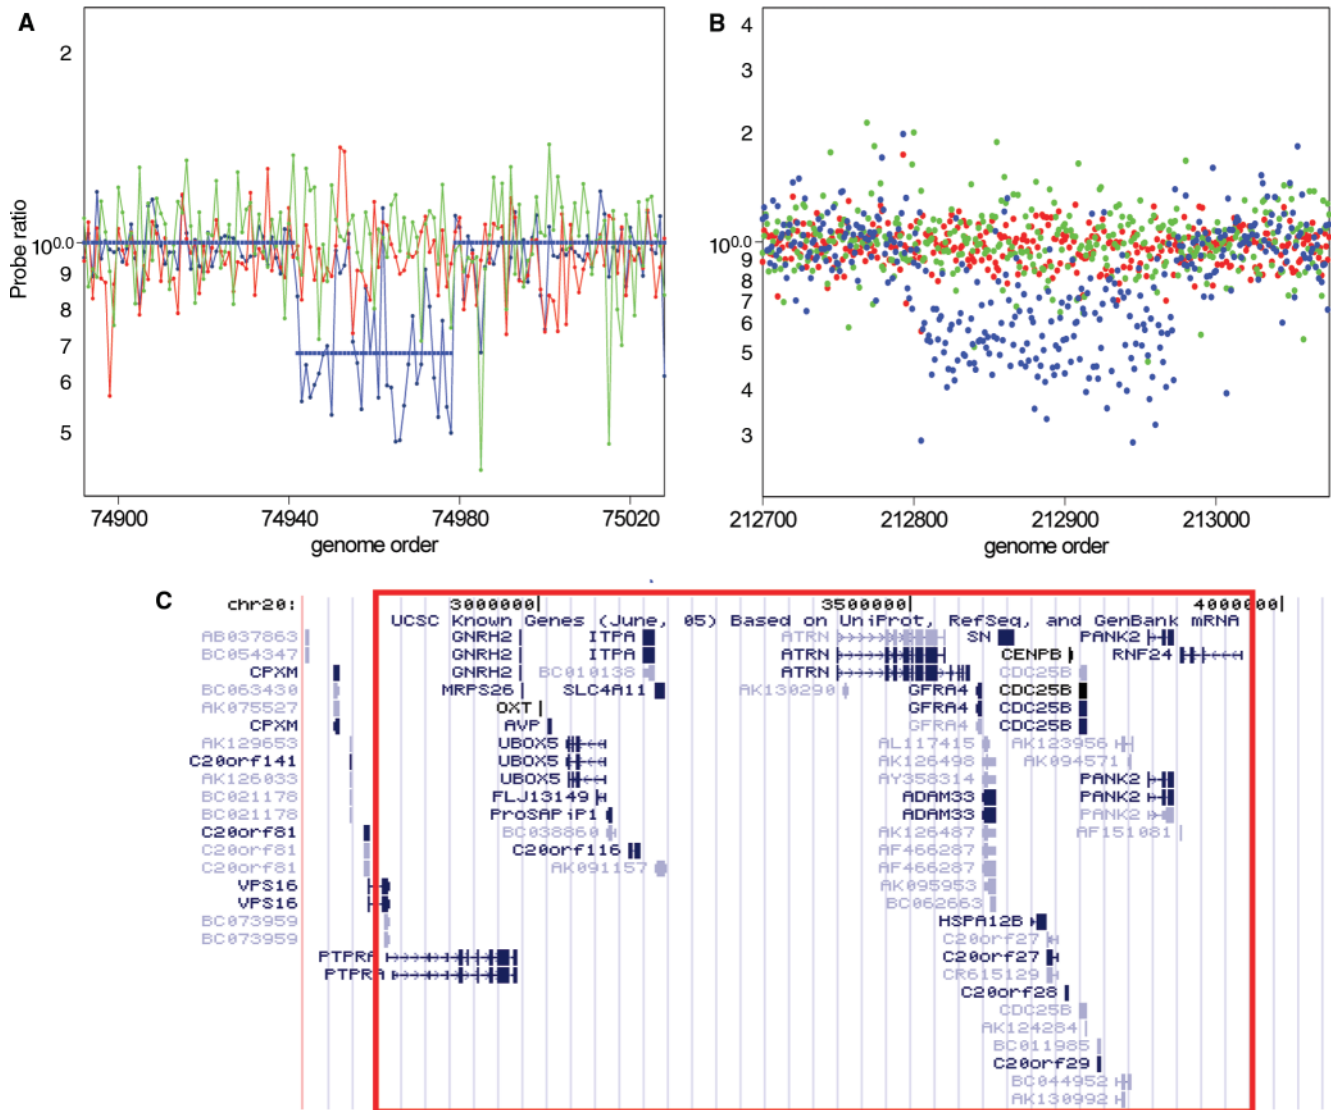 A
Probe ratio
2
10^0.0
9
8
7
6
5
74900 74940 74980 75020
genome order
B
4
3
2
10^0.0
9
8
7
6
5
4
3
212700 212800 212900 213000
genome order
C
chr20: 3000000 3500000 4000000
UCSC Known Genes (June, 05) Based on UniProt, RefSeq, and GenBank mRNA
AB037863 GNRH2 ITPA ATRN SN PANK2
BC054347 GNRH2 ITPA ATRN CENPB RNF24
CPXM GNRH2 BC010138 ATRN CDC25B
BC063430 MRPS26 SLC4A11 AK130290 GFRA4 CDC25B
AK075527 OXT GFRA4 CDC25B
CPXM AVP GFRA4 CDC25B
AK129653 UBOX5 AL117415 AK123956
C20orf141 UBOX5 AK126498 AK094571
AK126033 UBOX5 AY358314 PANK2
BC021178 FLJ13149 ADAM33 PANK2
BC021178 ProSAPiP1 ADAM33 PANK2
C20orf81 BC038860 AK126487 AF151081
C20orf81 C20orf116 AF466287
C20orf81 AK091157 AF466287
VPS16 AK095953
VPS16 BC062663
BC073959 HSPA12B
BC073959 C20orf27
PTPRA C20orf27
PTPRA CR615129
C20orf28
CDC25B
AK124284
BC011985
C20orf29
BC044952
AK130992